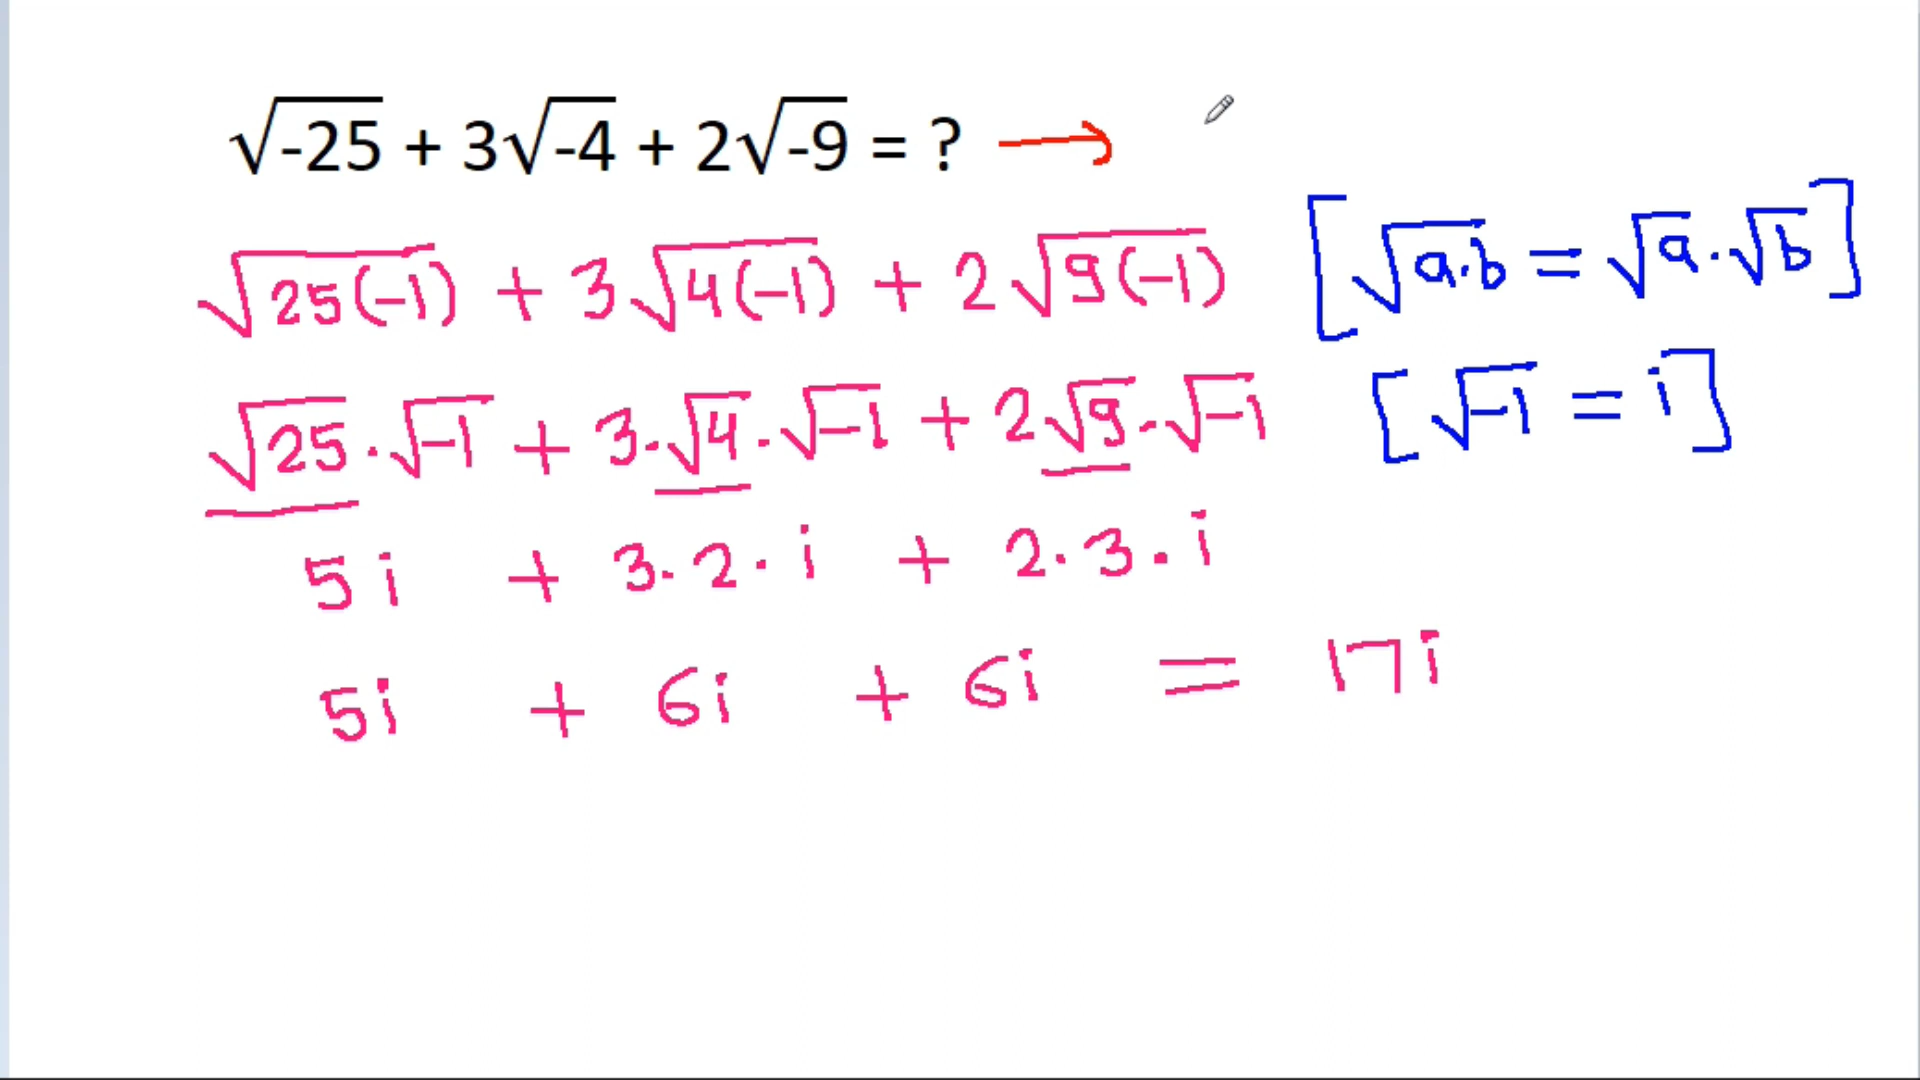 √-25 + 3√-4 + 2√-9 = ? →
√25(-1) + 3√4(-1) + 2√9(-1)
[√a.b = √a . √b]
√25 . √-1 + 3.√4 . √-1 + 2√9 . √-1
[√-1 = i]
5i + 3.2.i + 2.3.i
5i + 6i + 6i = 17i